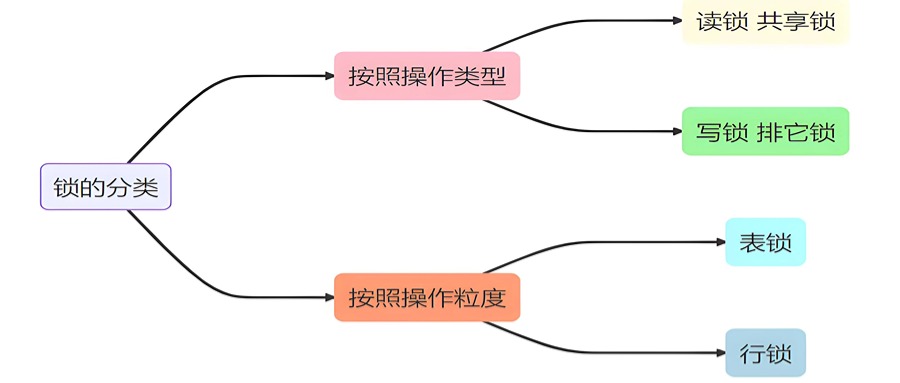 读锁 共享锁
按照操作类型
写锁 排它锁
锁的分类
表锁
按照操作粒度
行锁